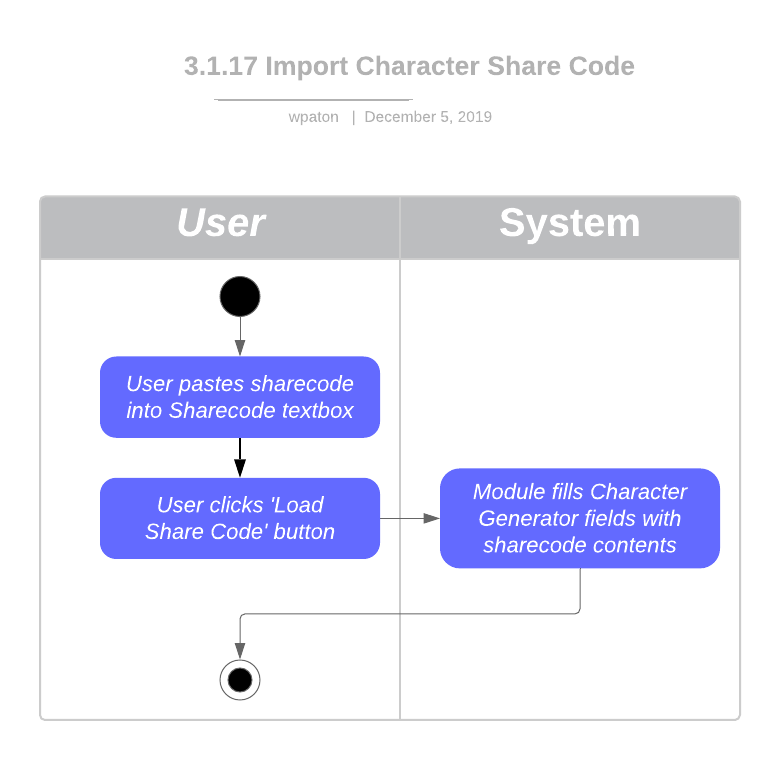 3.1.17 Import Character Share Code
wpaton | December 5, 2019
User
System
User pastes sharecode
into Sharecode textbox
User clicks 'Load
Share Code' button
Module fills Character
Generator fields with
sharecode contents